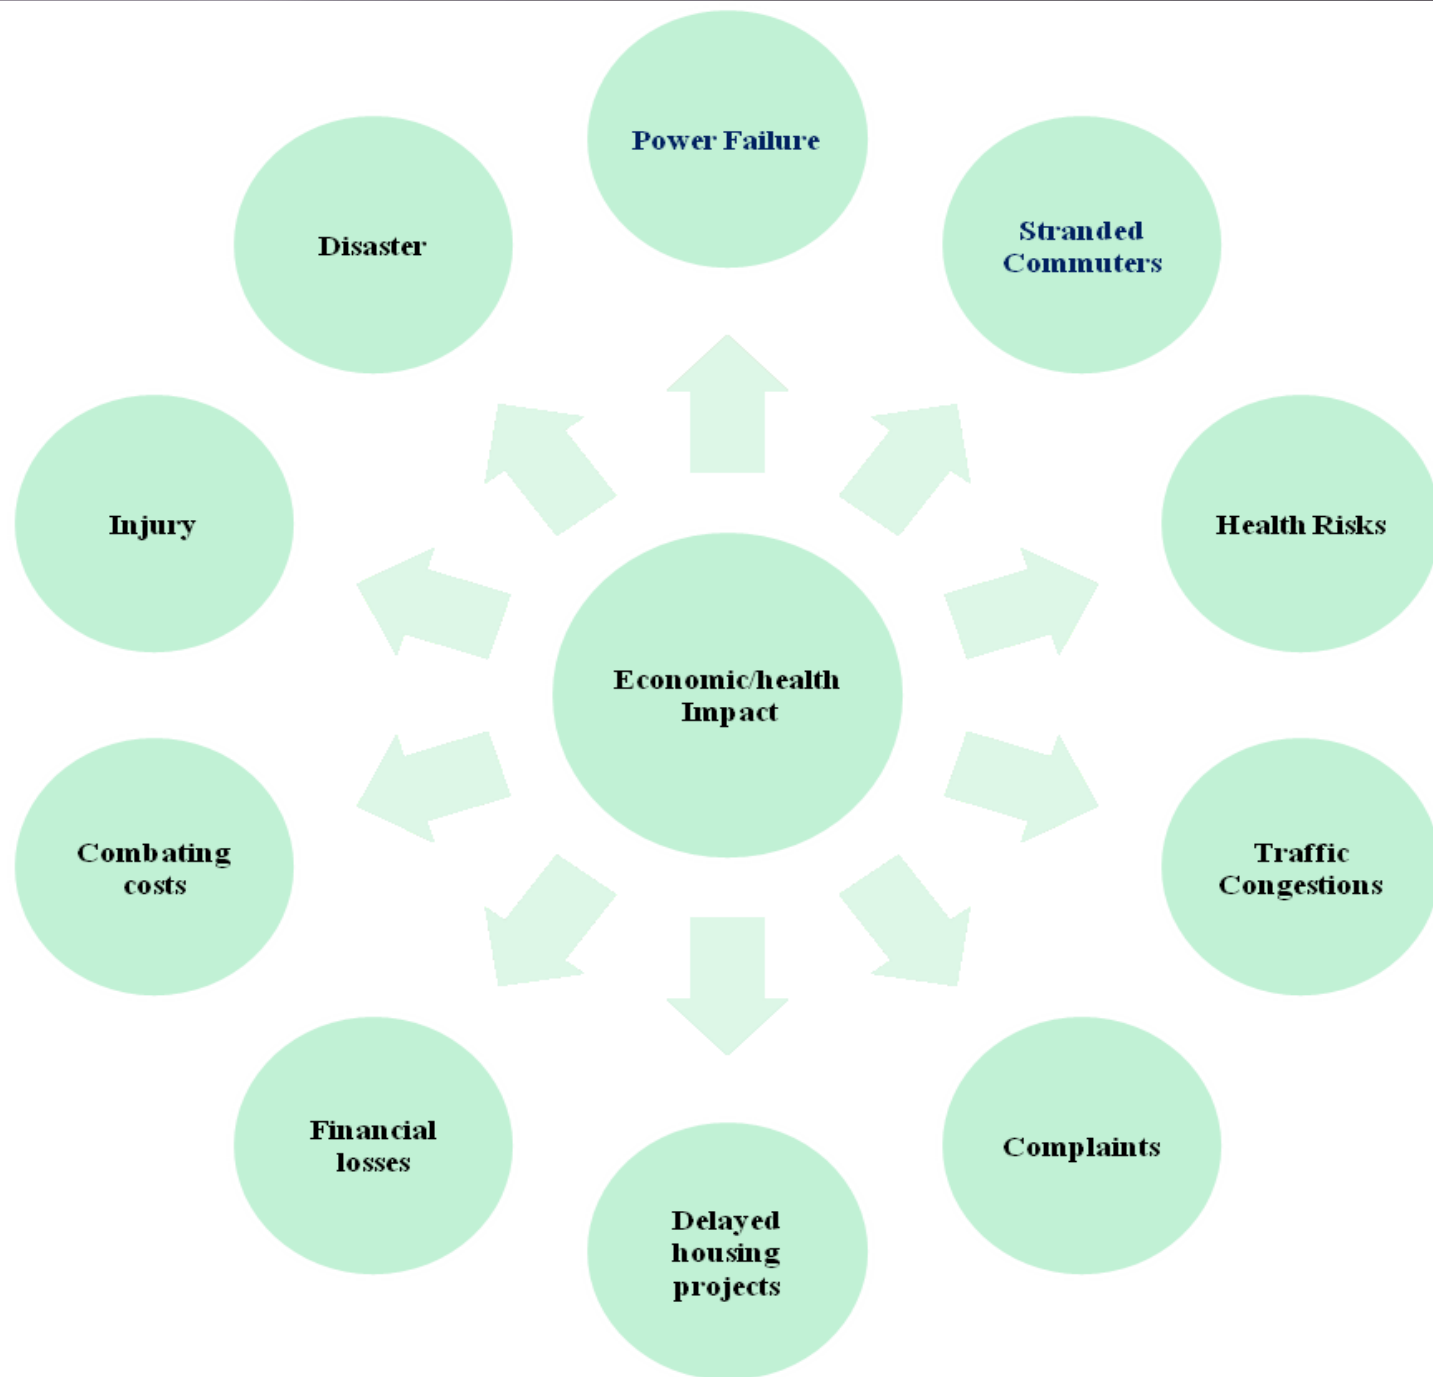 Power Failure
Stranded
Commuters
Disaster
Health Risks
Injury
Economic/health
Impact
Traffic
Congestions
Combating
costs
Complaints
Financial
losses
Delayed
housing
projects